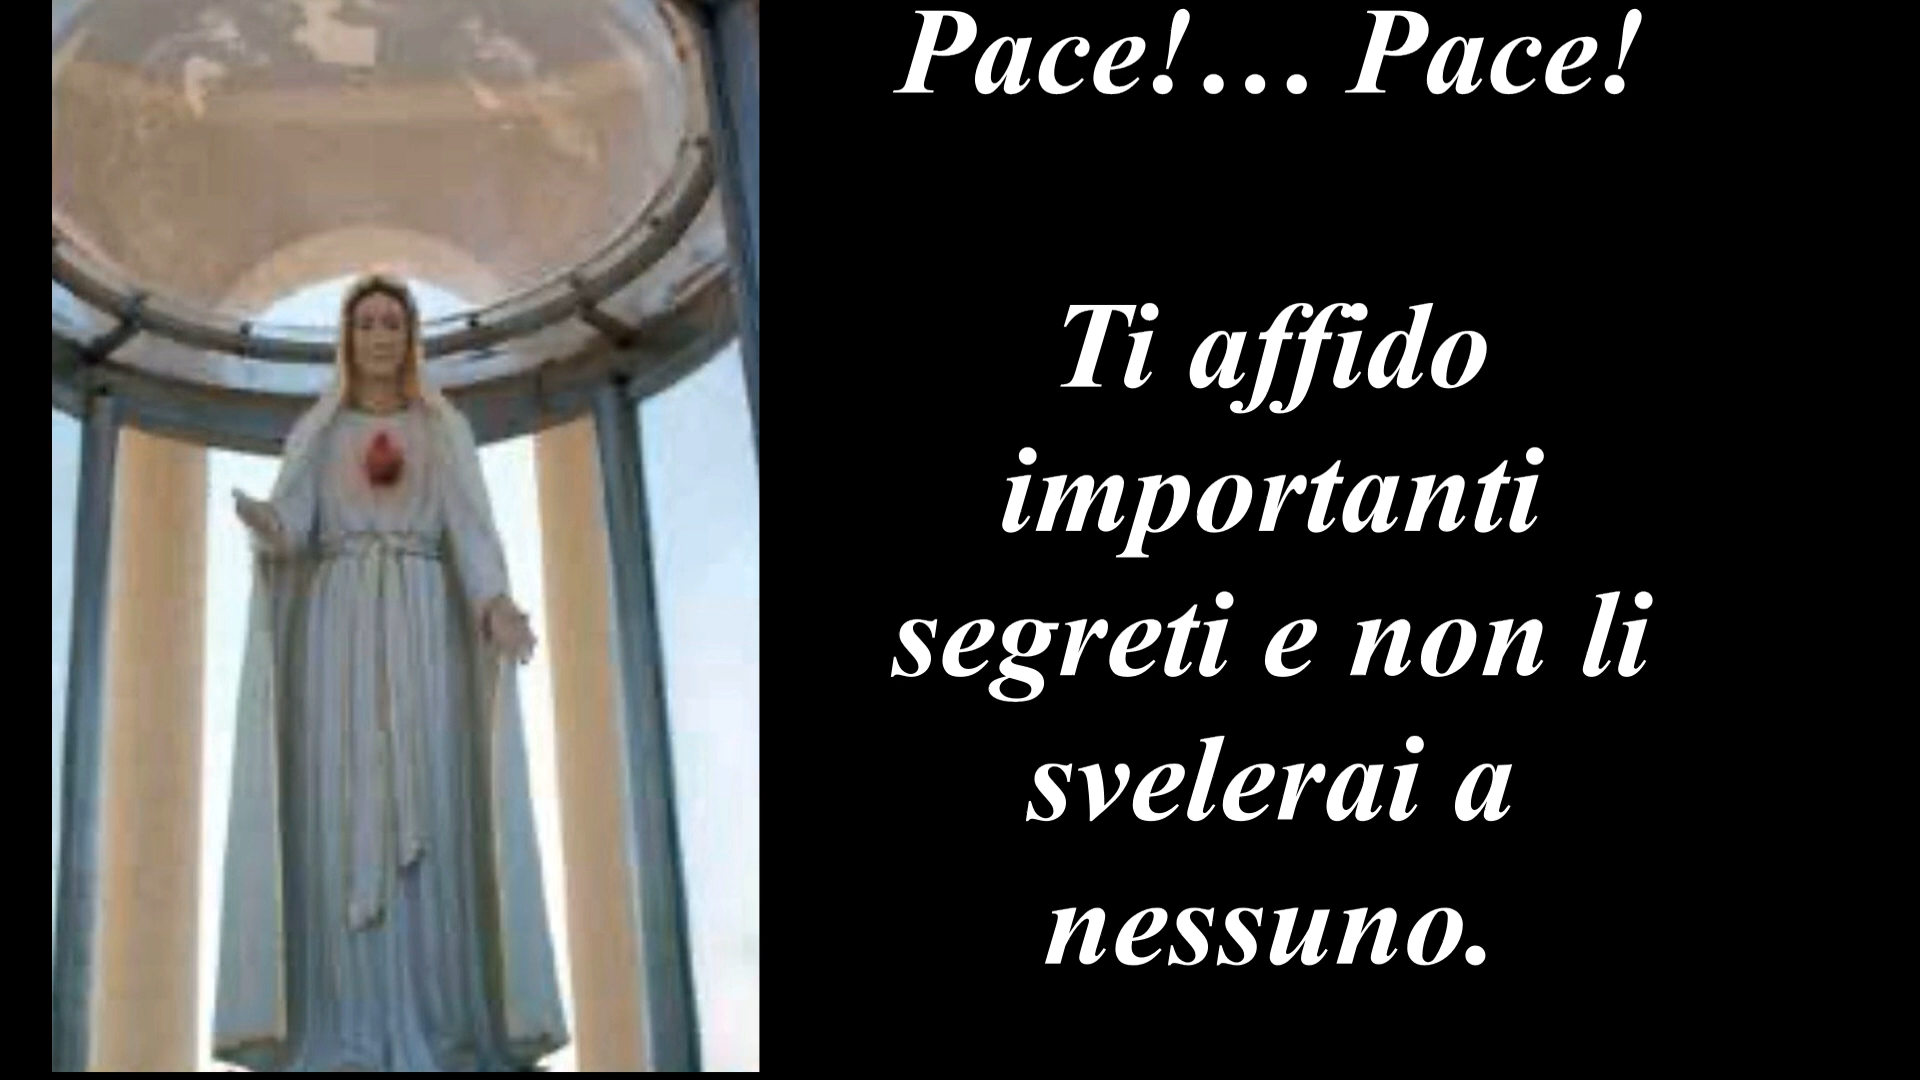 Pace!... Pace!
Ti affido
importanti
segreti e non li
svelerai a
nessuno.